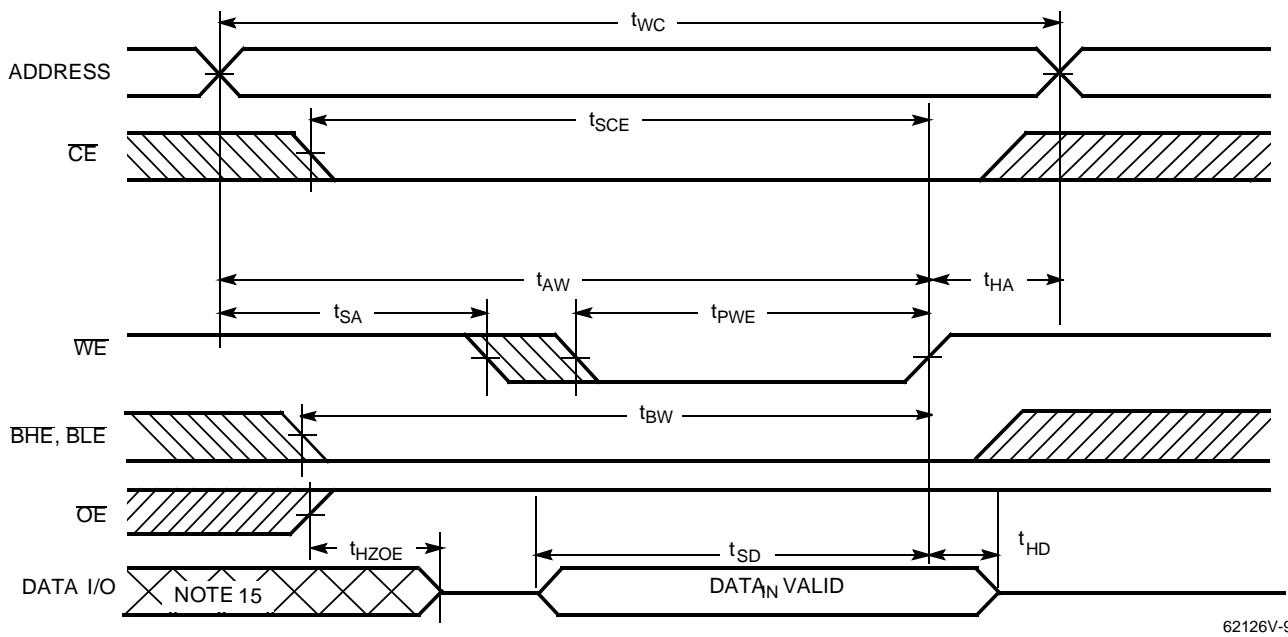 tWC
ADDRESS
tSCE
CE
tAW
tHA
tSA
tPWE
WE
tBW
BHE, BLE
OE
tHZOE
tSD
tHD
DATA I/O
NOTE 15
DATAIN VALID
62126V-9